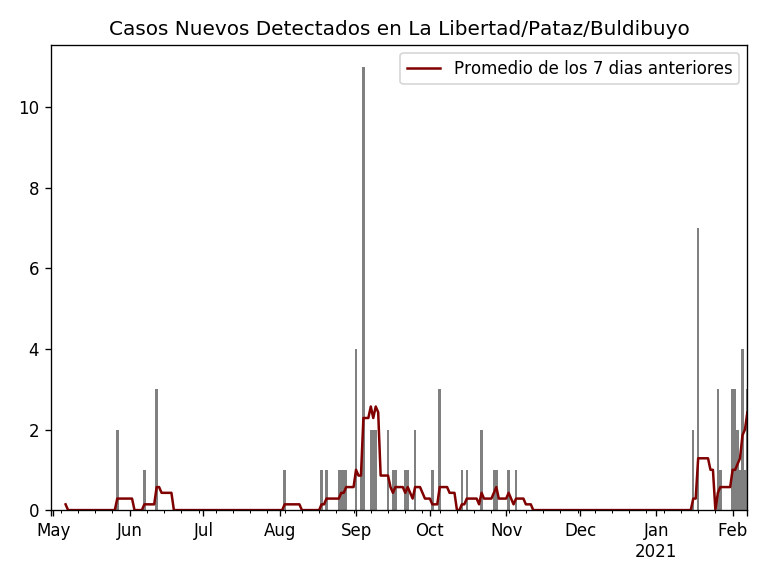 Casos Nuevos Detectados en La Libertad/Pataz/Buldibuyo
Promedio de los 7 dias anteriores
10
8
6
4
2
0
May Jun Jul Aug Sep Oct Nov Dec Jan Feb
2021